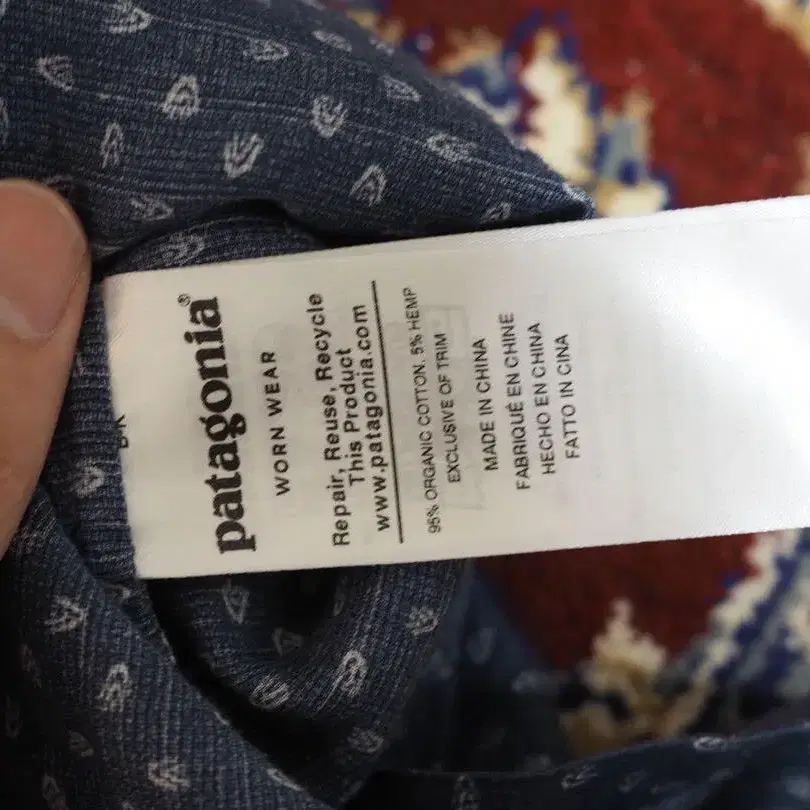 patagonia®
WORN WEAR
Repair, Reuse, Recycle
This Product
www.patagonia.com
95% ORGANIC COTTON, 5% HEMP
EXCLUSIVE OF TRIM
MADE IN CHINA
FABRIQUÉ EN CHINE
HECHO EN CHINA
FATTO IN CINA